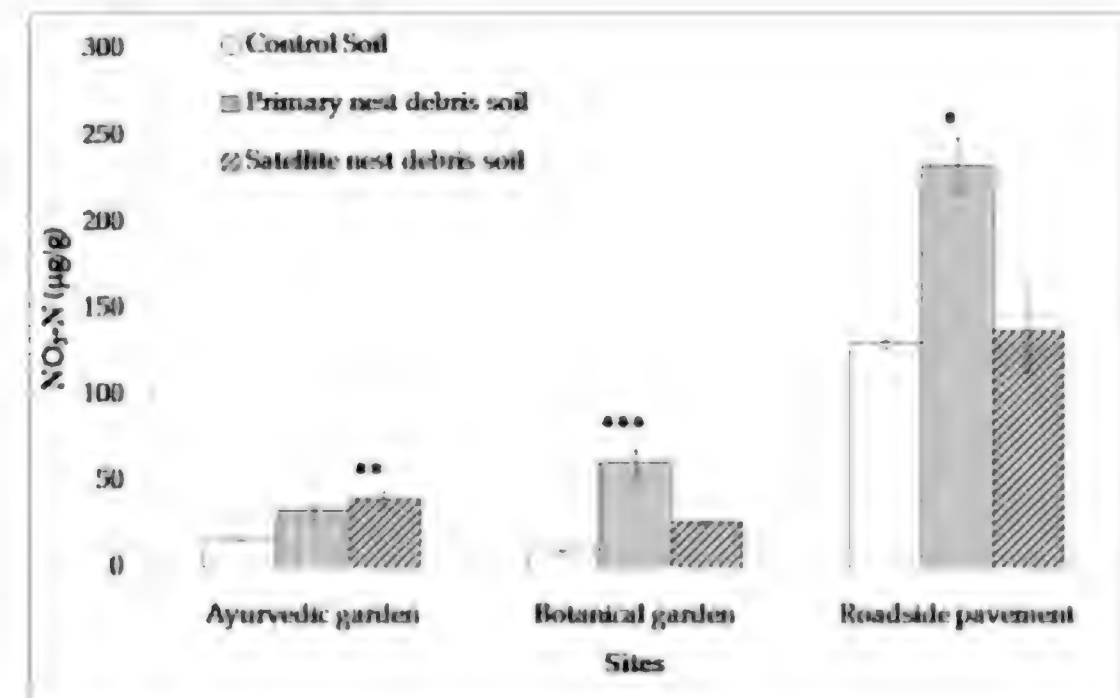 300
250
200
150
100
50
0
NO₃-N (µg/g)
Control Soil
Primary nest debris soil
Satellite nest debris soil
**
***
*
Ayurvedic garden
Botanical garden
Roadside pavement
Sites